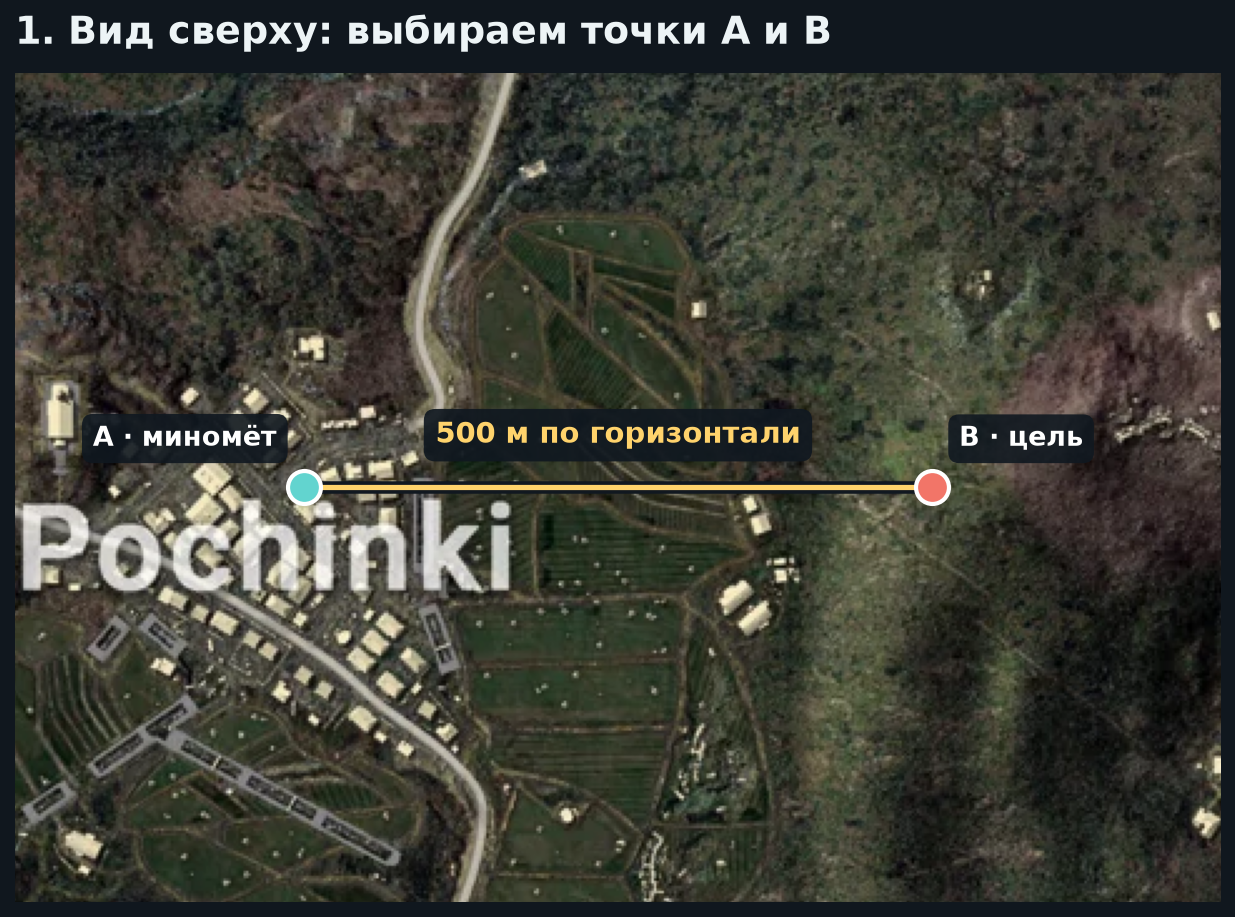 1. Вид сверху: выбираем точки A и B
A · миномёт
500 м по горизонтали
B · цель
Pochinki